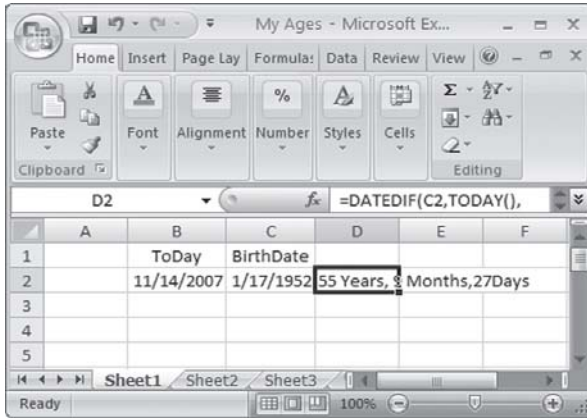 My Ages - Microsoft Ex...
Home Insert Page Lay Formula: Data Review View
Paste Font Alignment Number Styles Cells
Clipboard Editing
D2 fx =DATEDIF(C2,TODAY(),
A B C D E F
1 ToDay BirthDate
2 11/14/2007 1/17/1952 55 Years, 9 Months,27Days
3
4
5
Sheet1 Sheet2 Sheet3
Ready 100%